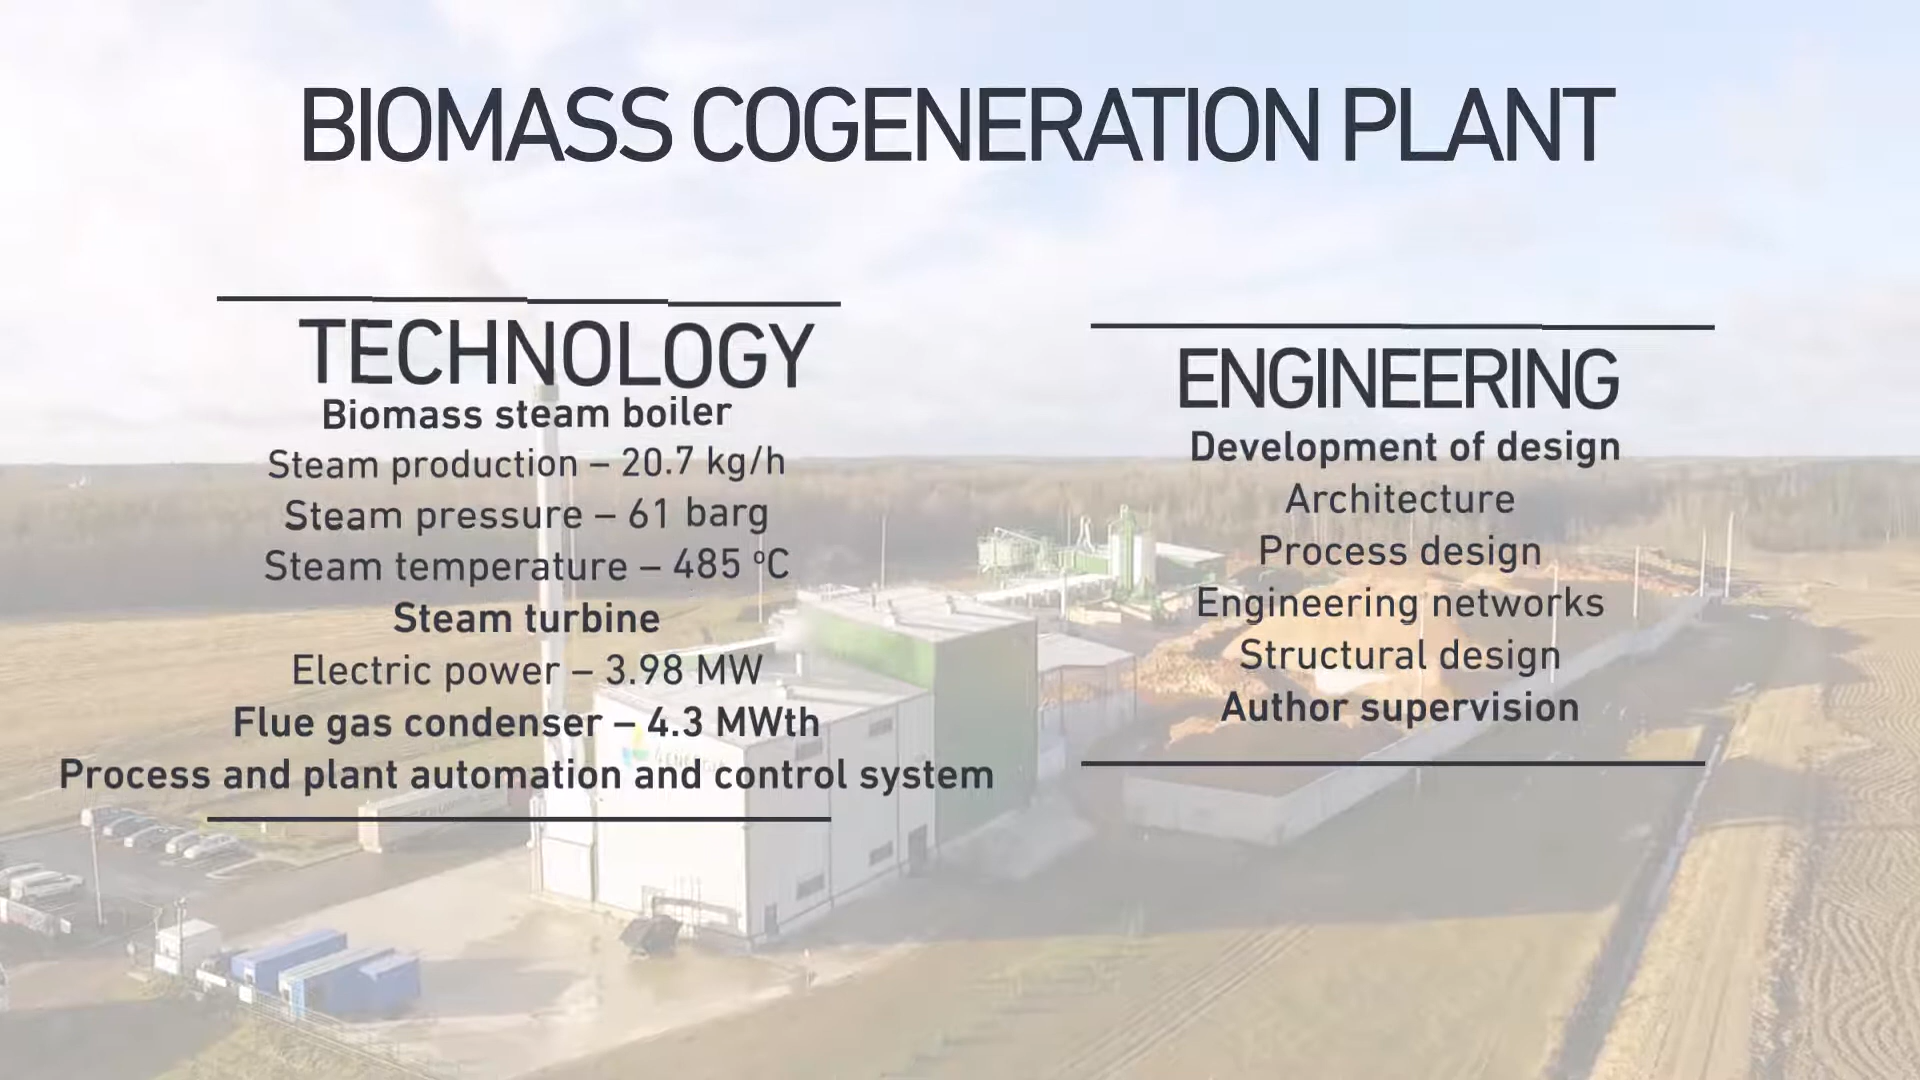 BIOMASS COGENERATION PLANT
TECHNOLOGY
Biomass steam boiler
Steam production – 20.7 kg/h
Steam pressure – 61 barg
Steam temperature – 485 ºC
Steam turbine
Electric power – 3.98 MW
Flue gas condenser – 4.3 MWth
Process and plant automation and control system
ENGINEERING
Development of design
Architecture
Process design
Engineering networks
Structural design
Author supervision